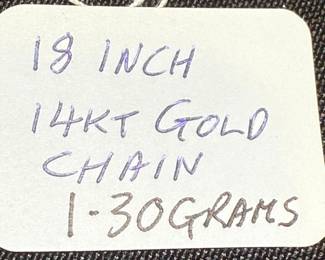 18 INCH
14KT GOLD
CHAIN
1-30GRAMS